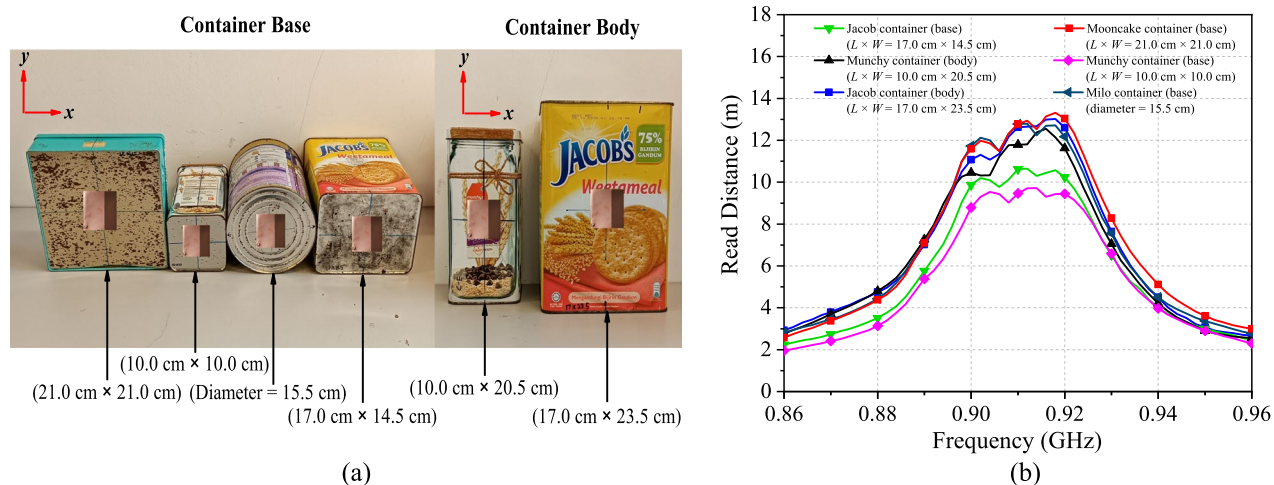 Container Base
Container Body
y
x
y
x
JACOB'S
Weetameal
JACOB'S
75%
BIJIRIN
GANDUM
Weetameal
(10.0 cm × 10.0 cm)
(21.0 cm × 21.0 cm)
(Diameter = 15.5 cm)
(17.0 cm × 14.5 cm)
(10.0 cm × 20.5 cm)
(17.0 cm × 23.5 cm)
(a)
Jacob container (base)
(L × W = 17.0 cm × 14.5 cm)
Munchy container (body)
(L × W = 10.0 cm × 20.5 cm)
Jacob container (body)
(L × W = 17.0 cm × 23.5 cm)
Mooncake container (base)
(L × W = 21.0 cm × 21.0 cm)
Munchy container (base)
(L × W = 10.0 cm × 10.0 cm)
Milo container (base)
(diameter = 15.5 cm)
Read Distance (m)
18
16
14
12
10
8
6
4
2
0
0.86
0.88
0.90
0.92
0.94
0.96
Frequency (GHz)
(b)